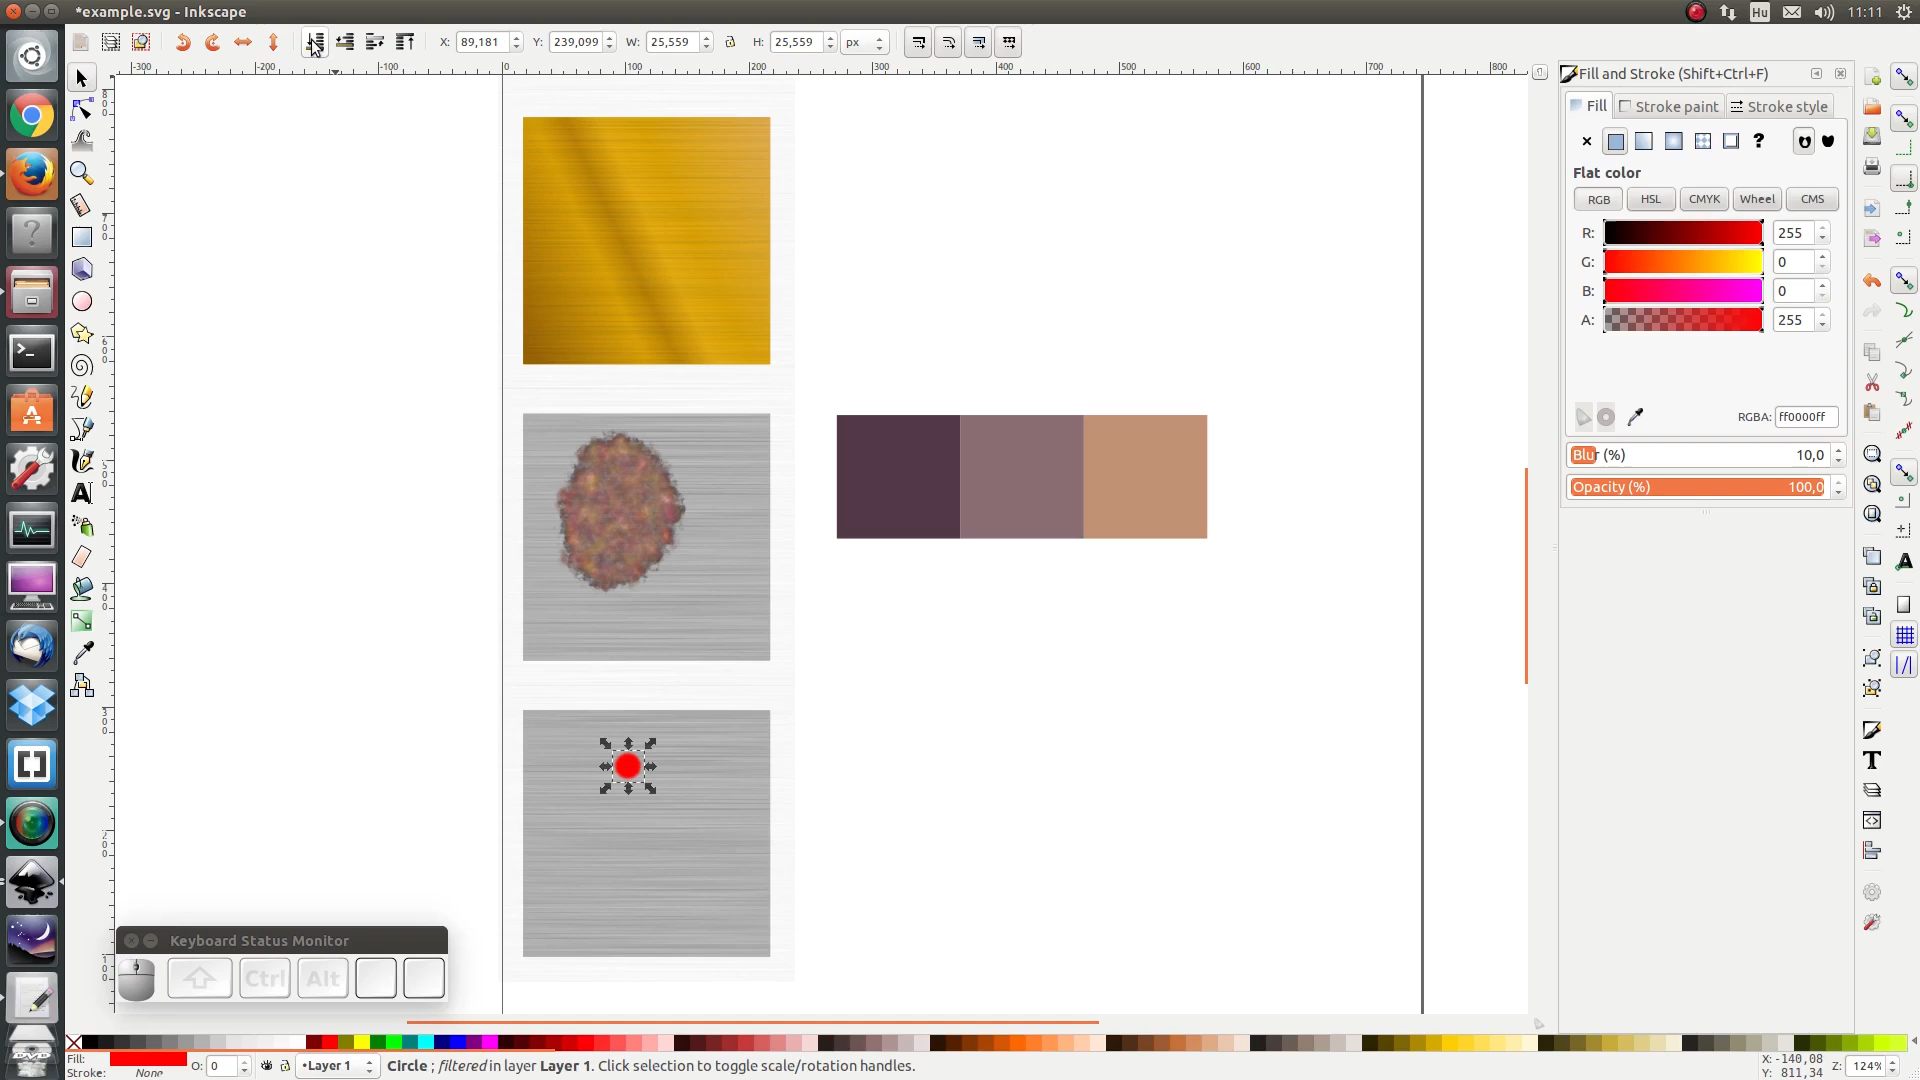 *example.svg - Inkscape
Hu
11:11
X: 89,181 Y: 239,099 W: 25,559 H: 25,559 px
-300 -200 -100 0 100 200 300 400 500 600 700 800
Fill and Stroke (Shift+Ctrl+F)
Fill Stroke paint Stroke style
Flat color
RGB HSL CMYK Wheel CMS
R: 255
G: 0
B: 0
A: 255
RGBA: ff0000ff
Blur (%) 10,0
Opacity (%) 100,0
Keyboard Status Monitor
Ctrl Alt
Fill:
Stroke: None
O: 0
•Layer 1
Circle ; filtered in layer Layer 1. Click selection to toggle scale/rotation handles.
X: -140,08
Y: 811,34
Z: 124%